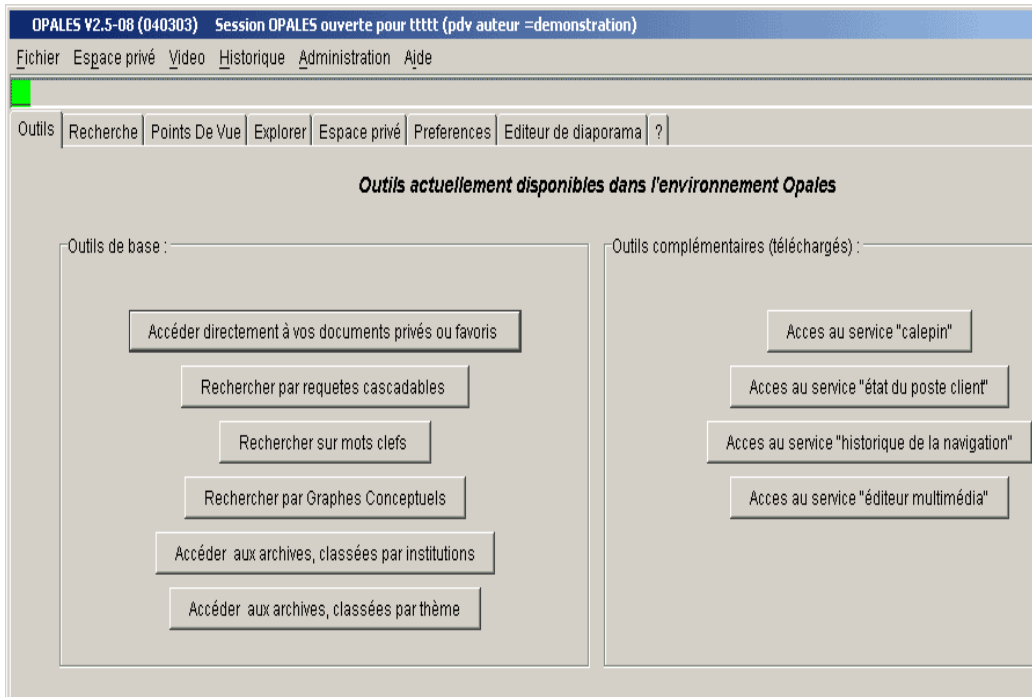 OPALES V2.5-08 (040303) Session OPALES ouverte pour ttttt (pdv auteur =demonstration)
Fichier Espace privé Video Historique Administration Aide
Outils Recherche Points De Vue Explorer Espace privé Preferences Editeur de diaporama ?
Outils actuellement disponibles dans l'environnement Opales
Outils de base :
Accéder directement à vos documents privés ou favoris
Rechercher par requetes cascadables
Rechercher sur mots clefs
Rechercher par Graphes Conceptuels
Accéder aux archives, classées par institutions
Accéder aux archives, classées par thème
Outils complémentaires (téléchargés) :
Acces au service "calepin"
Acces au service "état du poste client"
Acces au service "historique de la navigation"
Acces au service "éditeur multimédia"